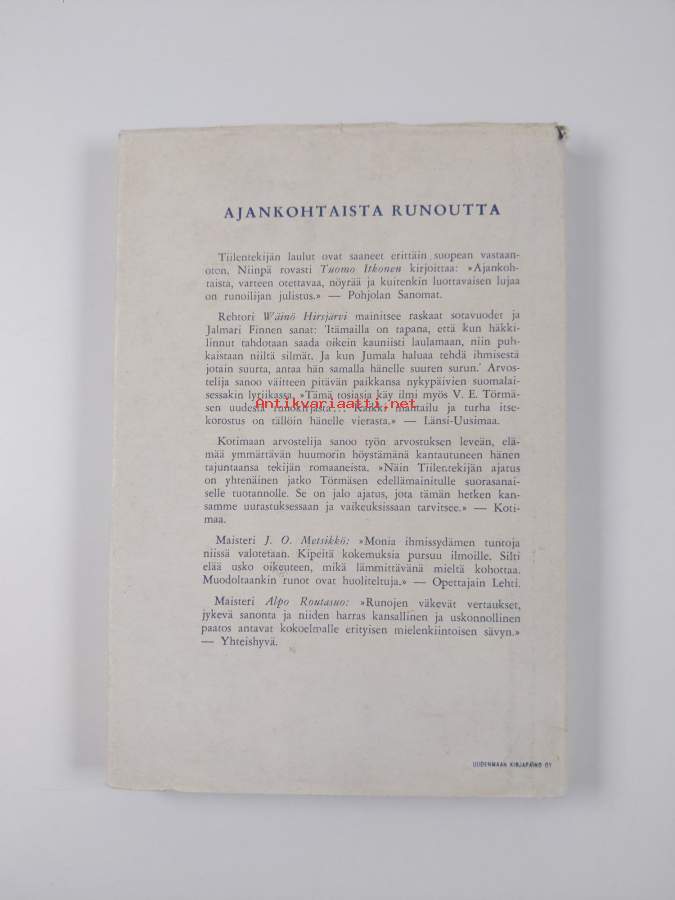 AJANKOHTAISTA RUNOUTTA
Tiilentekijän laulut ovat saaneet erittäin suopean vastaan-
oton. Niinpä rovasti Tuomo Itkonen kirjoittaa: »Ajankoh-
taista, varteen otettavaa, nöyrää ja kuitenkin luottavaisen lujaa
on runoilijan julistus.» — Pohjolan Sanomat.
Rehtori Wäinö Hirsjärvi mainitsee raskaat sotavuodet ja
Jalmari Finnen sanat: 'Itämailla on tapana, että kun häkki-
linnut tahdotaan saada oikein kauniisti laulamaan, niin puh-
kaistaan niiltä silmät. Ja kun Jumala haluaa tehdä ihmisestä
jotain suurta, antaa hän samalla hänelle suuren surun.' Arvos-
telija sanoo väitteen pitävän paikkansa nykypäivien suomalai-
sessakin lyriikassa. »Tämä tosiasia käy ilmi myös V. E. Törmä-
sen uudesta runokirjasta... Kaikki mahtailu ja turha itse-
korostus on tällöin hänelle vierasta.» — Länsi-Uusimaa.
Antikvariaatti.net
Kotimaan arvostelija sanoo työn arvostuksen leveän, elä-
mää ymmärtävän huumorin höystämänä kantautuneen hänen
tajuntaansa tekijän romaaneista. »Näin Tiilentekijän ajatus
on yhtenäinen jatko Törmäsen edellämainitulle suorasanai-
selle tuotannolle. Se on jalo ajatus, jota tämän hetken kan-
samme uurastuksessaan ja vaikeuksissaan tarvitsee.» — Koti-
maa.
Maisteri J. O. Metsikkö: »Monia ihmissydämen tuntoja
niissä valotetaan. Kipeitä kokemuksia pursuu ilmoille. Silti
elää usko oikeuteen, mikä lämmittävänä mieltä kohottaa.
Muodoltaankin runot ovat huoliteltuja.» — Opettajain Lehti.
Maisteri Alpo Routasuo: »Runojen väkevät vertaukset,
jykevä sanonta ja niiden harras kansallinen ja uskonnollinen
paatos antavat kokoelmalle erityisen mielenkiintoisen sävyn.»
— Yhteishyvä.
UUDENMAAN KIRJAPAINO OY